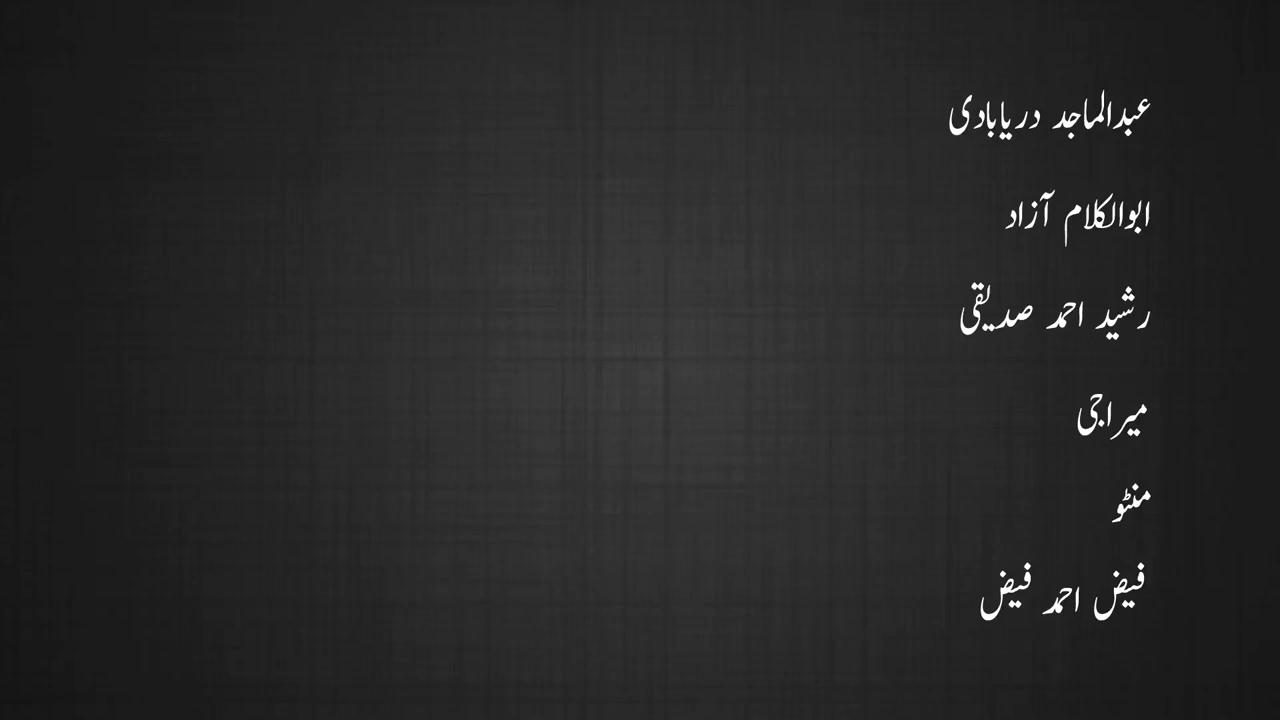 عبدالماجد دریابادی
ابوالکلام آزاد
رشید احمد صدیقی
میراجی
منٹو
فیض احمد فیض